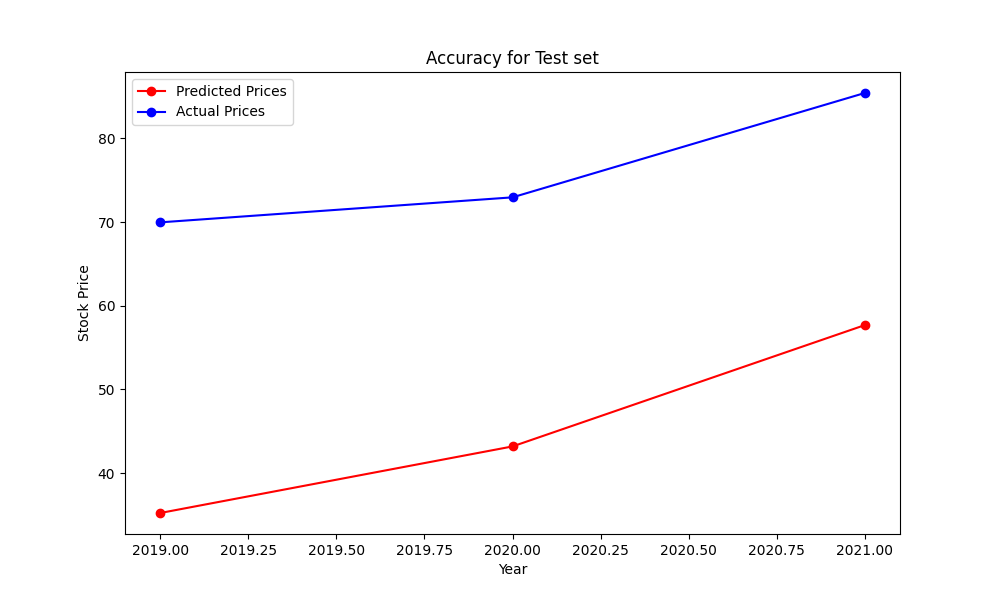 Accuracy for Test set
Predicted Prices
Actual Prices
Stock Price
80
70
60
50
40
2019.00 2019.25 2019.50 2019.75 2020.00 2020.25 2020.50 2020.75 2021.00
Year